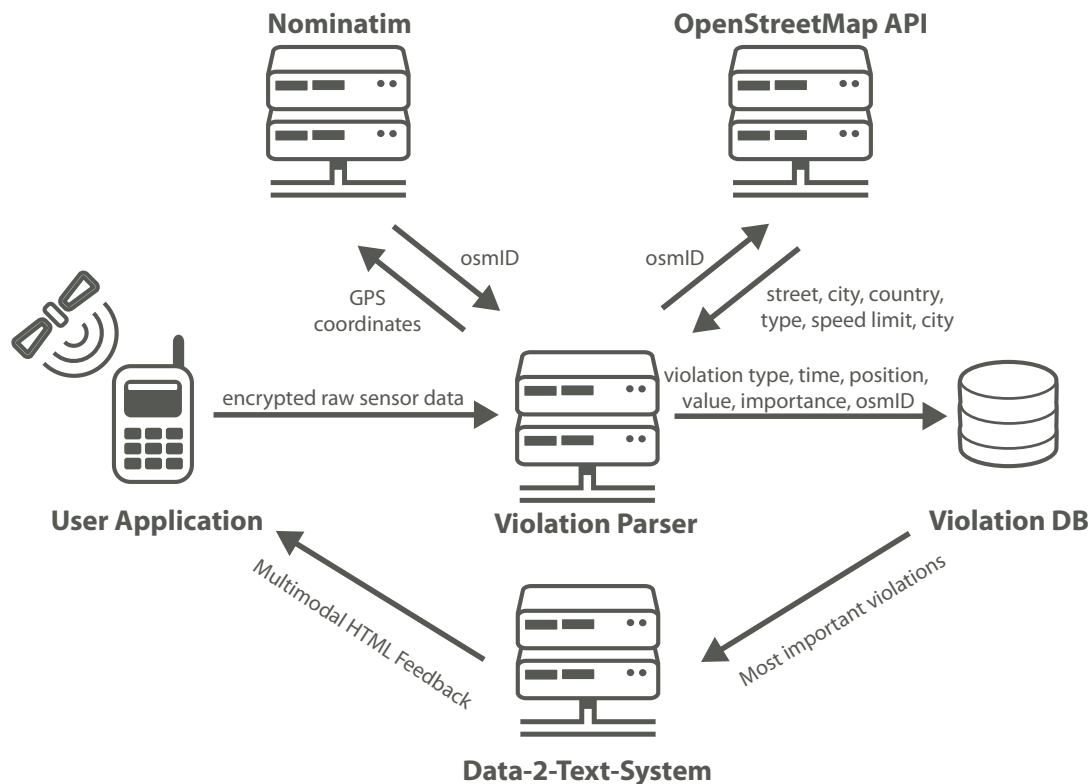 Nominatim
OpenStreetMap API
osmID
GPS
coordinates
osmID
street, city, country,
type, speed limit, city
encrypted raw sensor data
violation type, time, position,
value, importance, osmID
User Application
Violation Parser
Violation DB
Multimodal HTML Feedback
Most important violations
Data-2-Text-System